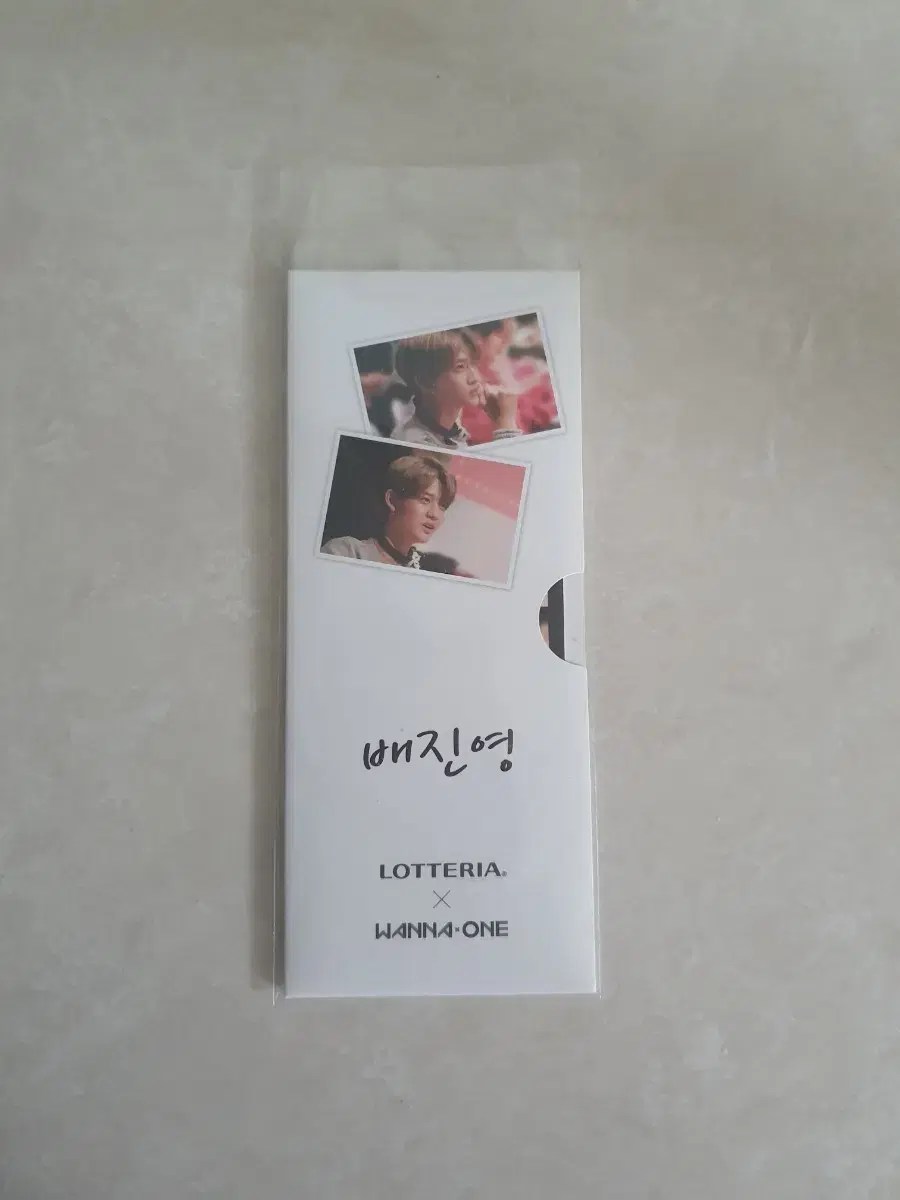 배진영
LOTTERIA®
×
WANNA·ONE